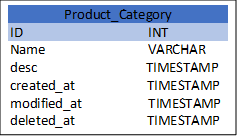 Product_Category
ID INT
Name VARCHAR
desc TIMESTAMP
created_at TIMESTAMP
modified_at TIMESTAMP
deleted_at TIMESTAMP